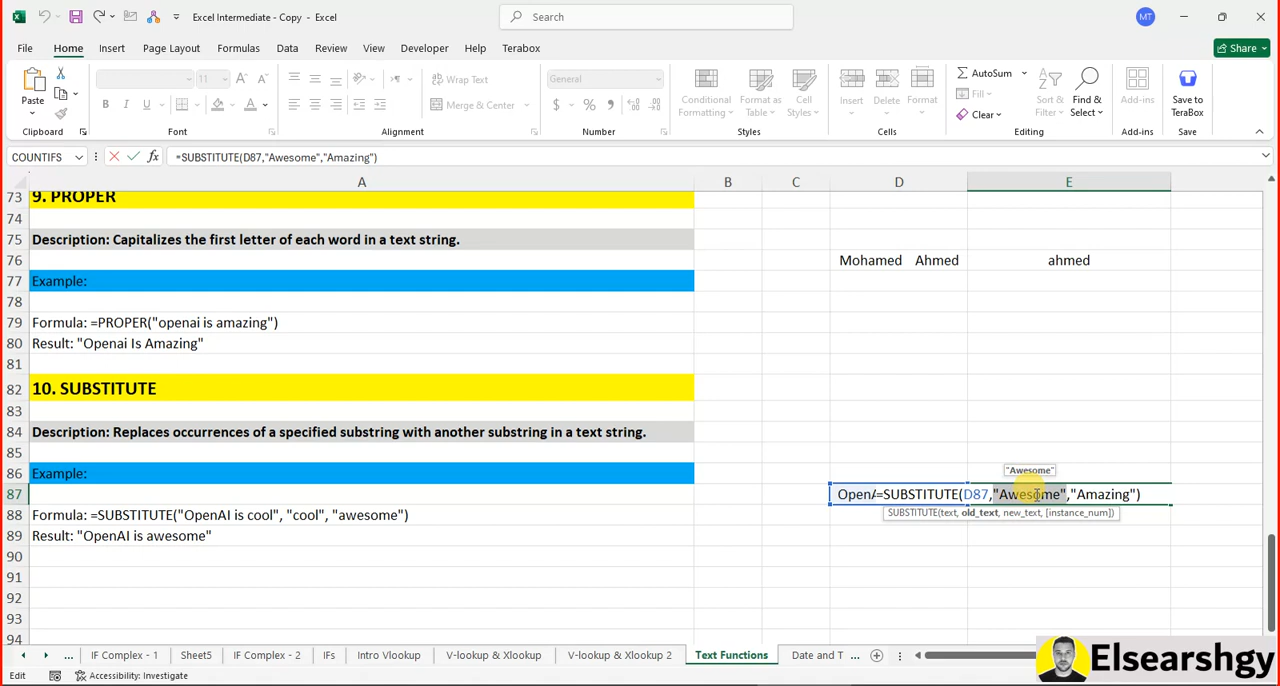 Excel Intermediate - Copy - Excel
Search
MT
File Home Insert Page Layout Formulas Data Review View Developer Help Terabox
Share
Paste
11
General
Wrap Text
Merge & Center
Conditional Formatting
Format as Table
Cell Styles
Insert
Delete
Format
AutoSum
Fill
Clear
Sort & Filter
Find & Select
Add-ins
Save to TeraBox
Clipboard Font Alignment Number Styles Cells Editing Add-ins Save
COUNTIFS fx =SUBSTITUTE(D87,"Awesome","Amazing")
A B C D E
73 9. PROPER
74
75 Description: Capitalizes the first letter of each word in a text string.
76 Mohamed Ahmed ahmed
77 Example:
78
79 Formula: =PROPER("openai is amazing")
80 Result: "Openai Is Amazing"
81
82 10. SUBSTITUTE
83
84 Description: Replaces occurrences of a specified substring with another substring in a text string.
85
86 Example:
"Awesome"
87 OpenA =SUBSTITUTE(D87,"Awesome","Amazing")
SUBSTITUTE(text, old_text, new_text, [instance_num])
88 Formula: =SUBSTITUTE("OpenAI is cool", "cool", "awesome")
89 Result: "OpenAI is awesome"
90
91
92
93
94
... IF Complex - 1 Sheet5 IF Complex - 2 IFs Intro Vlookup V-lookup & Xlookup V-lookup & Xlookup 2 Text Functions Date and T ...
Edit Accessibility: Investigate
Elsearshgy